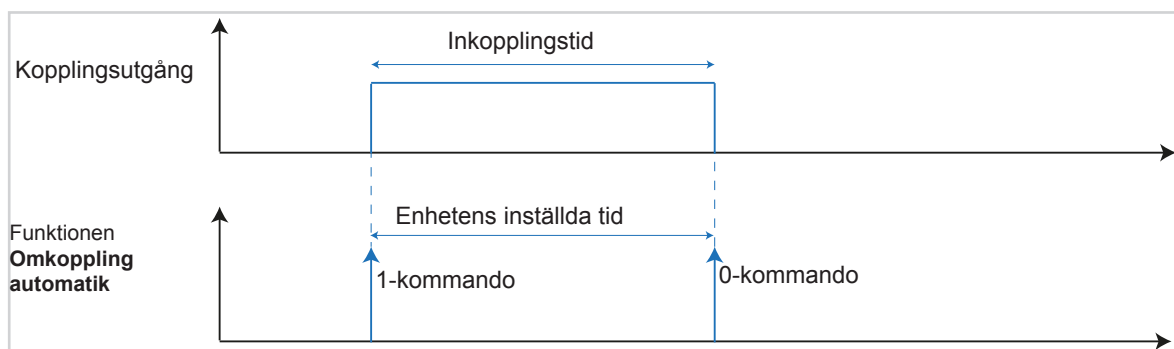 Inkopplingstid
Kopplingsutgång
Enhetens inställda tid
Funktionen
Omkoppling
automatik
1-kommando
0-kommando